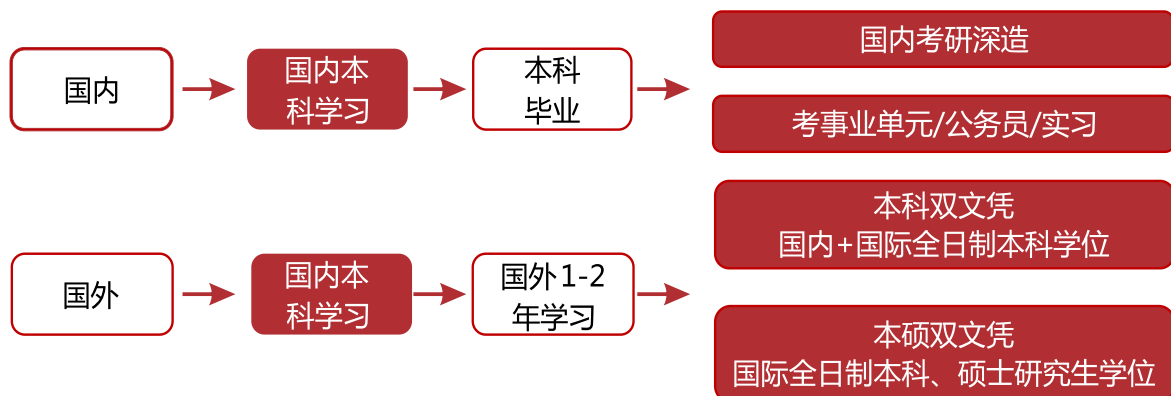 国内
国内本
科学习
本科
毕业
国内考研深造
考事业单元/公务员/实习
国外
国内本
科学习
国外1-2
年学习
本科双文凭
国内+国际全日制本科学位
本硕双文凭
国际全日制本科、硕士研究生学位